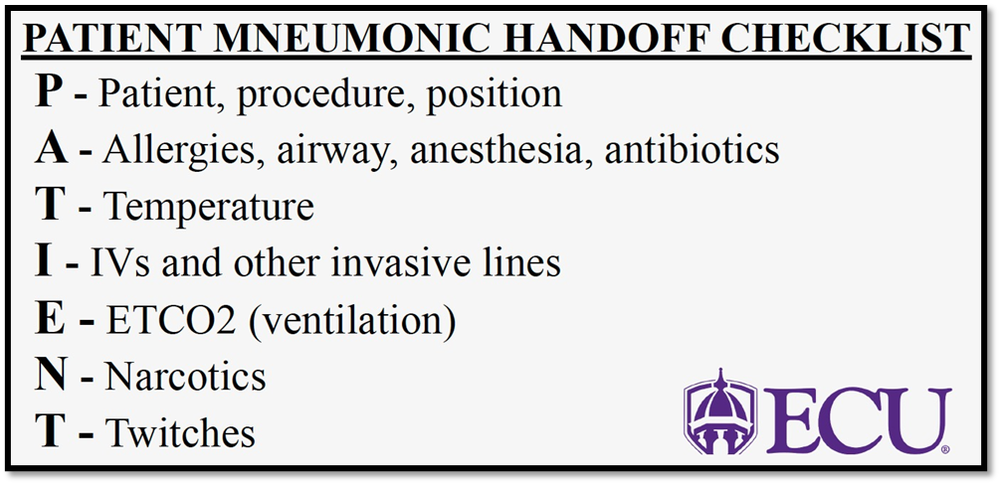 PATIENT MNEUMONIC HANDOFF CHECKLIST
P - Patient, procedure, position
A - Allergies, airway, anesthesia, antibiotics
T - Temperature
I - IVs and other invasive lines
E - ETCO2 (ventilation)
N - Narcotics
T - Twitches
ECU®